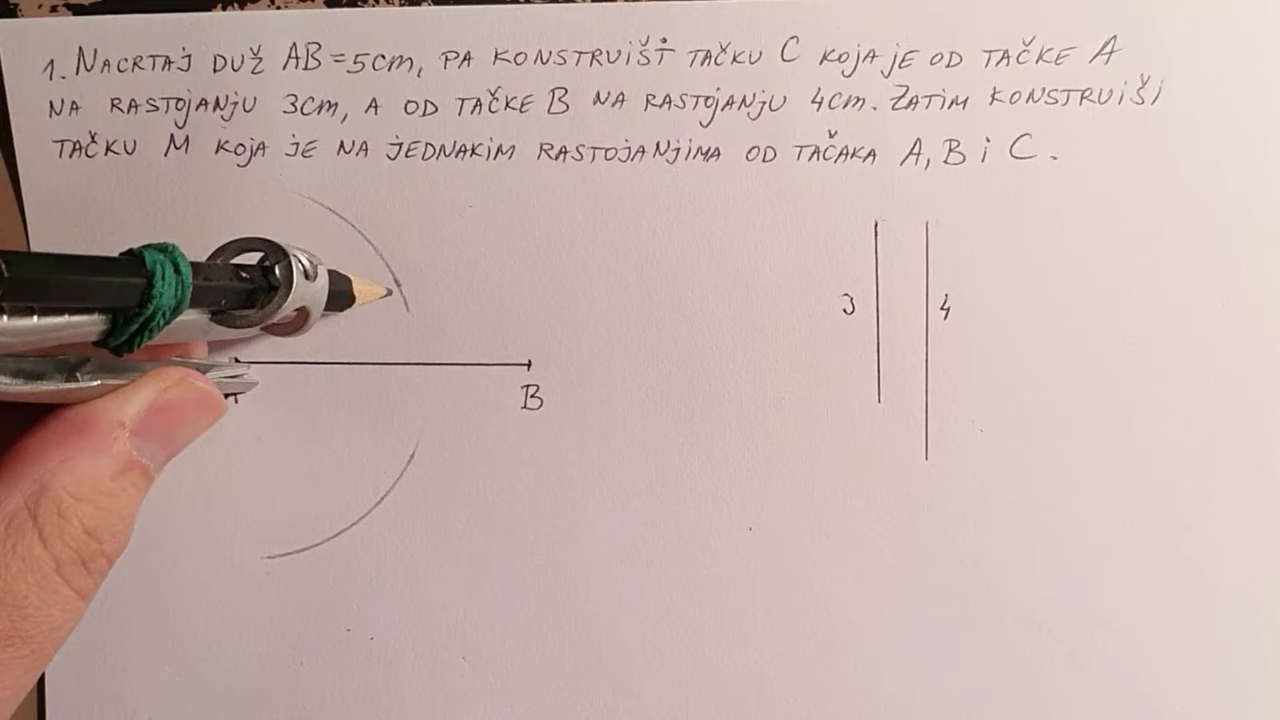 1. NACRTAJ DUŽ AB=5cm, PA KONSTRUIŠI TAČKU C KOJA JE OD TAČKE A
NA RASTOJANJU 3cm, A OD TAČKE B NA RASTOJANJU 4cm. ZATIM KONSTRUIŠI
TAČKU M KOJA JE NA JEDNAKIM RASTOJANJIMA OD TAČAKA A, B i C.
3 4
B